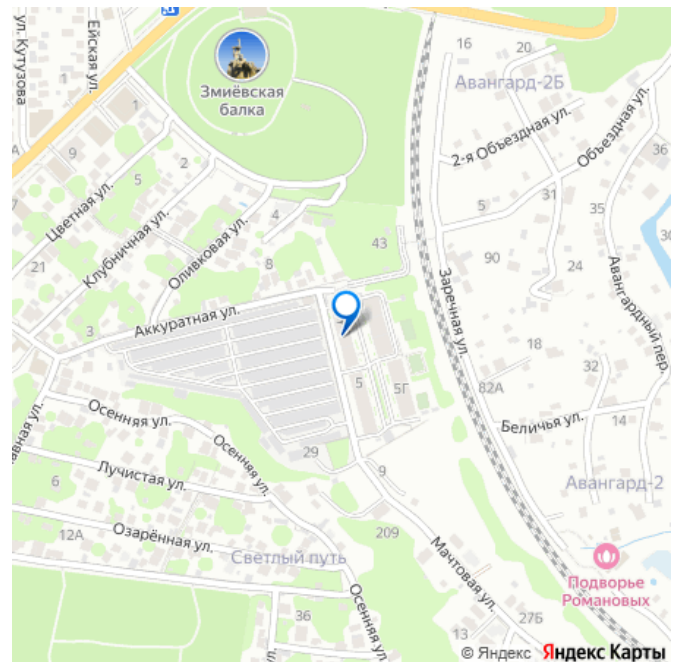 ул. Кутузова
Ейская ул.
1
1
9
7
Змиёвская
балка
16
20
Авангард-2Б
2-я Объездная ул.
Объездная ул.
36
5
31
35
2
5
Цветная ул.
Клубничная ул.
Оливковая ул.
4
21
8
43
90
24
30
Авангардный пер.
Заречная ул.
3
Аккуратная ул.
18
32
82А
14
5
5Г
Беличья ул.
Осенняя ул.
Осенняя ул.
29
9
Лучистая ул.
6
Авангард-2
12А
Озарённая ул.
209
Светлый путь
Мачтовая ул.
Осенняя ул.
Подворье
Романовых
36
27Б
13
© Яндекс Яндекс Карты